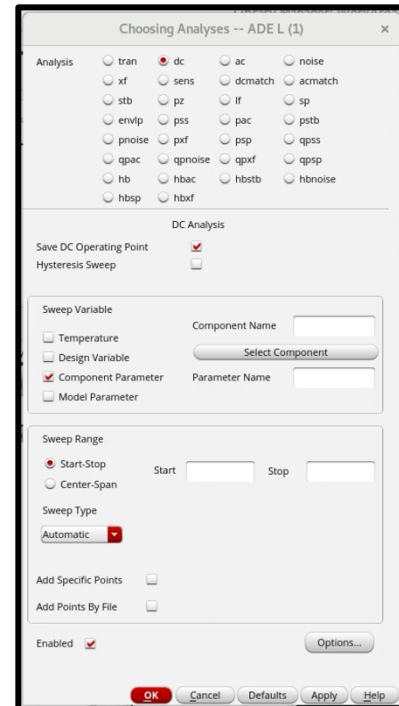 Choosing Analyses -- ADE L (1) ×
Analysis tran dc ac noise
xf sens dcmatch acmatch
stb pz lf sp
envlp pss pac pstb
pnoise pxf psp qpss
qpac qpnoise qpxf qpsp
hb hbac hbstb hbnoise
hbsp hbxf
DC Analysis
Save DC Operating Point
Hysteresis Sweep
Sweep Variable
Component Name
Temperature
Design Variable Select Component
Component Parameter Parameter Name
Model Parameter
Sweep Range
Start-Stop Start Stop
Center-Span
Sweep Type
Automatic
Add Specific Points
Add Points By File
Enabled Options...
OK Cancel Defaults Apply Help